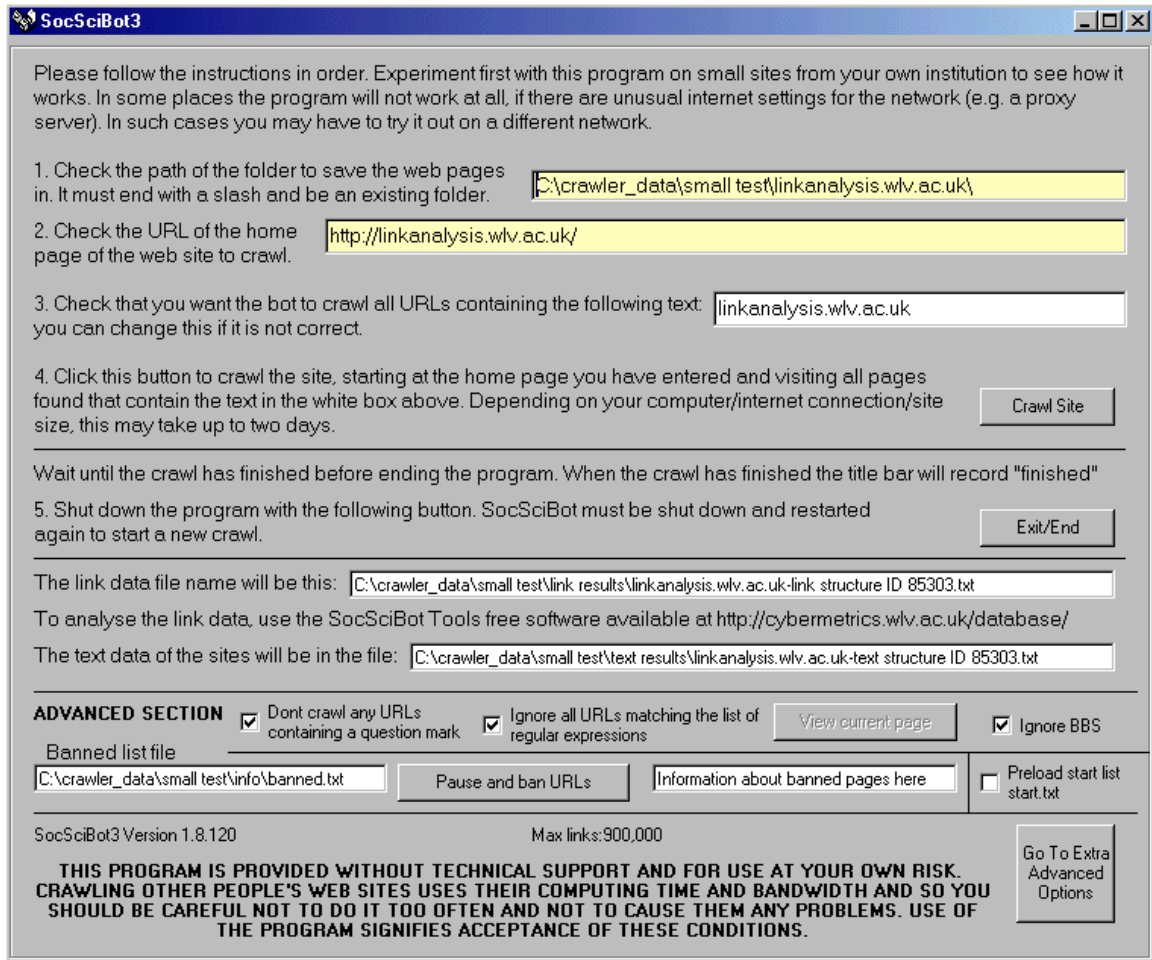 SocSciBot3
Please follow the instructions in order. Experiment first with this program on small sites from your own institution to see how it
works. In some places the program will not work at all, if there are unusual internet settings for the network (e.g. a proxy
server). In such cases you may have to try it out on a different network.
1. Check the path of the folder to save the web pages
in. It must end with a slash and be an existing folder.
C:\crawler_data\small test\linkanalysis.wlv.ac.uk\
2. Check the URL of the home
page of the web site to crawl.
http://linkanalysis.wlv.ac.uk/
3. Check that you want the bot to crawl all URLs containing the following text:
you can change this if it is not correct.
linkanalysis.wlv.ac.uk
4. Click this button to crawl the site, starting at the home page you have entered and visiting all pages
found that contain the text in the white box above. Depending on your computer/internet connection/site
size, this may take up to two days.
Crawl Site
Wait until the crawl has finished before ending the program. When the crawl has finished the title bar will record "finished"
5. Shut down the program with the following button. SocSciBot must be shut down and restarted
again to start a new crawl.
Exit/End
The link data file name will be this: C:\crawler_data\small test\link results\linkanalysis.wlv.ac.uk-link structure ID 85303.txt
To analyse the link data, use the SocSciBot Tools free software available at http://cybermetrics.wlv.ac.uk/database/
The text data of the sites will be in the file: C:\crawler_data\small test\text results\linkanalysis.wlv.ac.uk-text structure ID 85303.txt
ADVANCED SECTION
Dont crawl any URLs
containing a question mark
Ignore all URLs matching the list of
regular expressions
View current page
Ignore BBS
Banned list file
C:\crawler_data\small test\info\banned.txt
Pause and ban URLs
Information about banned pages here
Preload start list
start.txt
SocSciBot3 Version 1.8.120
Max links:900,000
Go To Extra
Advanced
Options
THIS PROGRAM IS PROVIDED WITHOUT TECHNICAL SUPPORT AND FOR USE AT YOUR OWN RISK.
CRAWLING OTHER PEOPLE'S WEB SITES USES THEIR COMPUTING TIME AND BANDWIDTH AND SO YOU
SHOULD BE CAREFUL NOT TO DO IT TOO OFTEN AND NOT TO CAUSE THEM ANY PROBLEMS. USE OF
THE PROGRAM SIGNIFIES ACCEPTANCE OF THESE CONDITIONS.